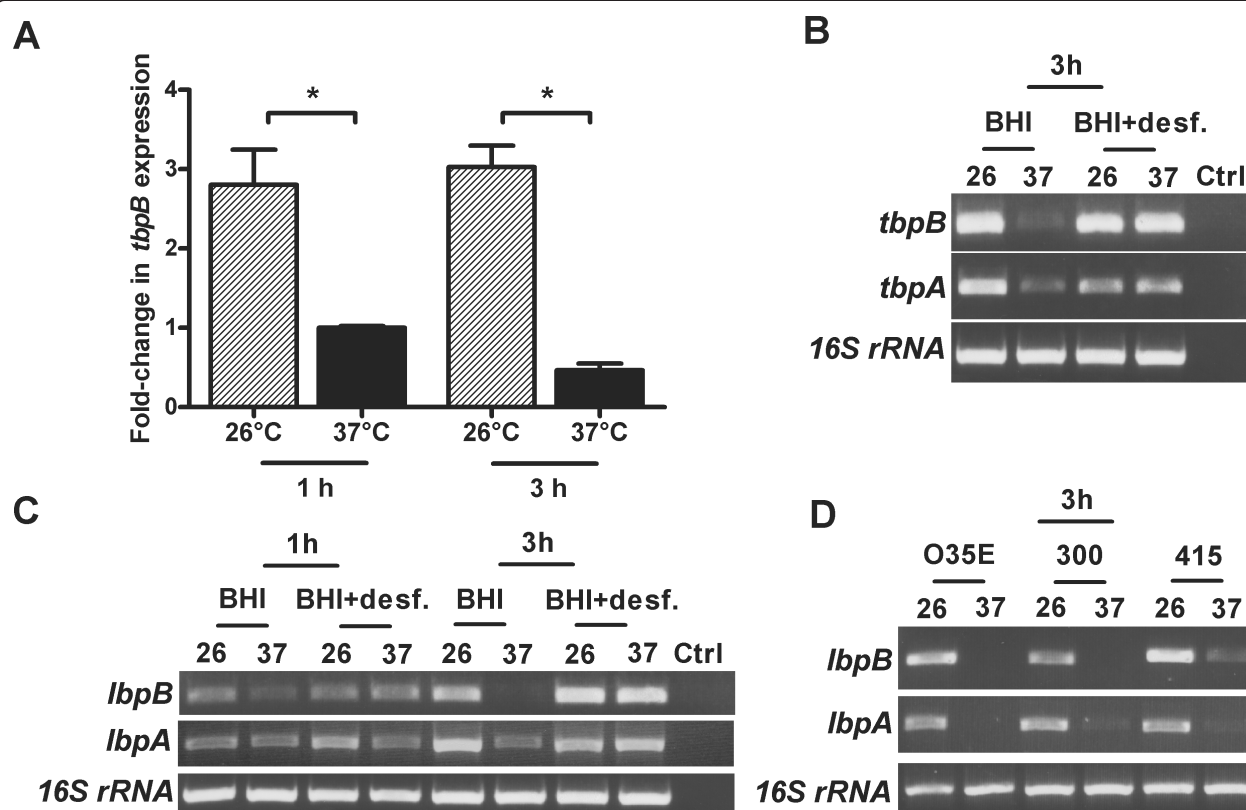 A
Fold-change in tbpB expression
4
3
2
1
0
*
*
26°C 37°C 26°C 37°C
1 h 3 h
B
3h
BHI BHI+desf.
26 37 26 37 Ctrl
tbpB
tbpA
16S rRNA
C
1h 3h
BHI BHI+desf. BHI BHI+desf.
26 37 26 37 26 37 26 37 Ctrl
lbpB
lbpA
16S rRNA
D
3h
O35E 300 415
26 37 26 37 26 37
lbpB
lbpA
16S rRNA